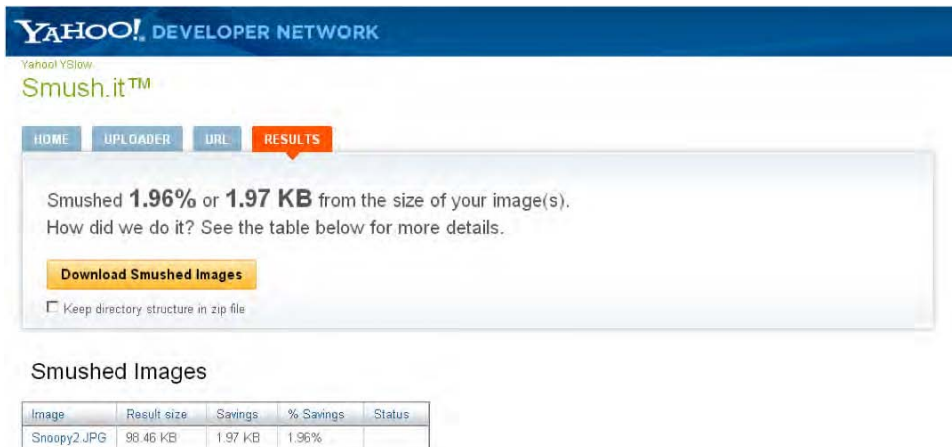 YAHOO! DEVELOPER NETWORK
Yahoo! YSlow
Smush.it™
HOME UPLOADER URL RESULTS
Smushed 1.96% or 1.97 KB from the size of your image(s).
How did we do it? See the table below for more details.
Download Smushed Images
Keep directory structure in zip file
Smushed Images
Image Result size Savings % Savings Status
Snoopy2.JPG 98.46 KB 1.97 KB 1.96%